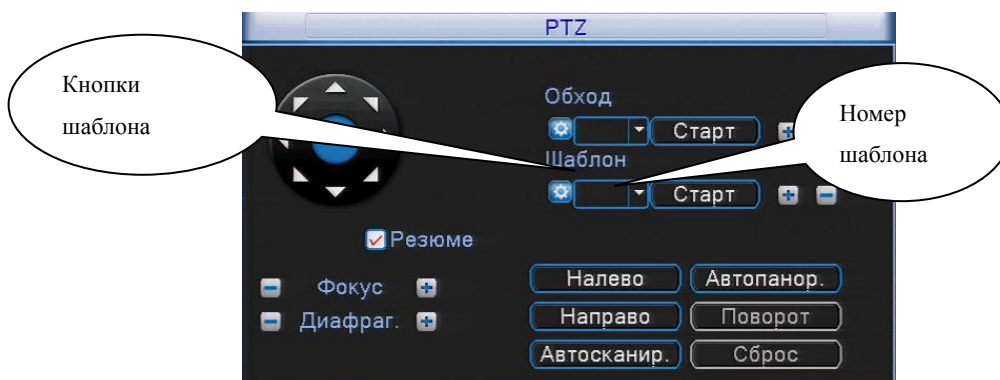 PTZ
Кнопки
шаблона
Обход
Старт
Номер
шаблона
Шаблон
Старт
Резюме
Фокус
Диафраг.
Налево
Автопанор.
Направо
Поворот
Автосканир.
Сброс